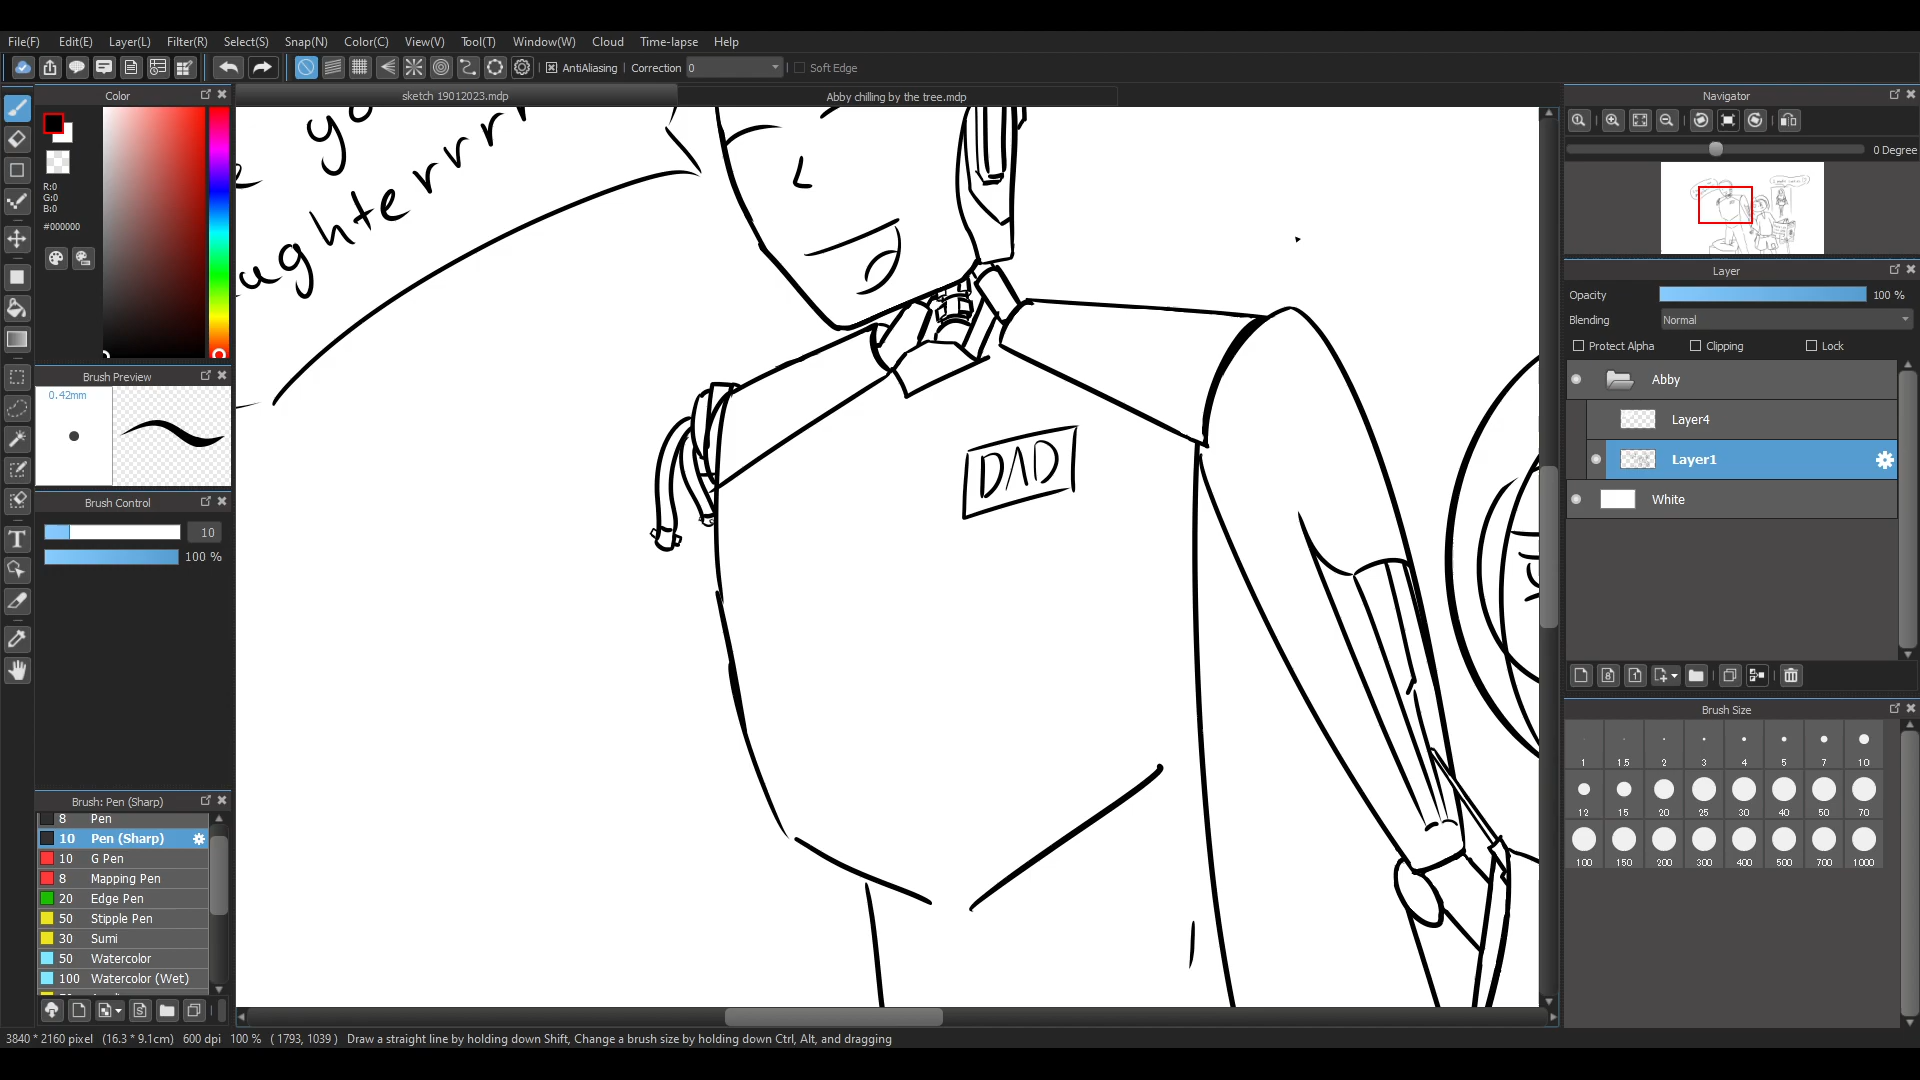 File(F) Edit(E) Layer(L) Filter(R) Select(S) Snap(N) Color(C) View(V) Tool(T) Window(W) Cloud Time-lapse Help
AntiAliasing Correction 0 Soft Edge
Color
sketch 19012023.mdp
Abby chilling by the tree.mdp
R:0
G:0
B:0
#000000
Brush Preview
0.42mm
Brush Control
10
100 %
Brush: Pen (Sharp)
8 Pen
10 Pen (Sharp)
10 G Pen
8 Mapping Pen
20 Edge Pen
50 Stipple Pen
30 Sumi
50 Watercolor
100 Watercolor (Wet)
DAD
Navigator
0 Degree
Layer
Opacity 100 %
Blending Normal
Protect Alpha Clipping Lock
Abby
Layer4
Layer1
White
Brush Size
1 1.5 2 3 4 5 7 10
12 15 20 25 30 40 50 70
100 150 200 300 400 500 700 1000
3840 * 2160 pixel (16.3 * 9.1cm) 600 dpi 100 % ( 1793, 1039 ) Draw a straight line by holding down Shift, Change a brush size by holding down Ctrl, Alt, and dragging